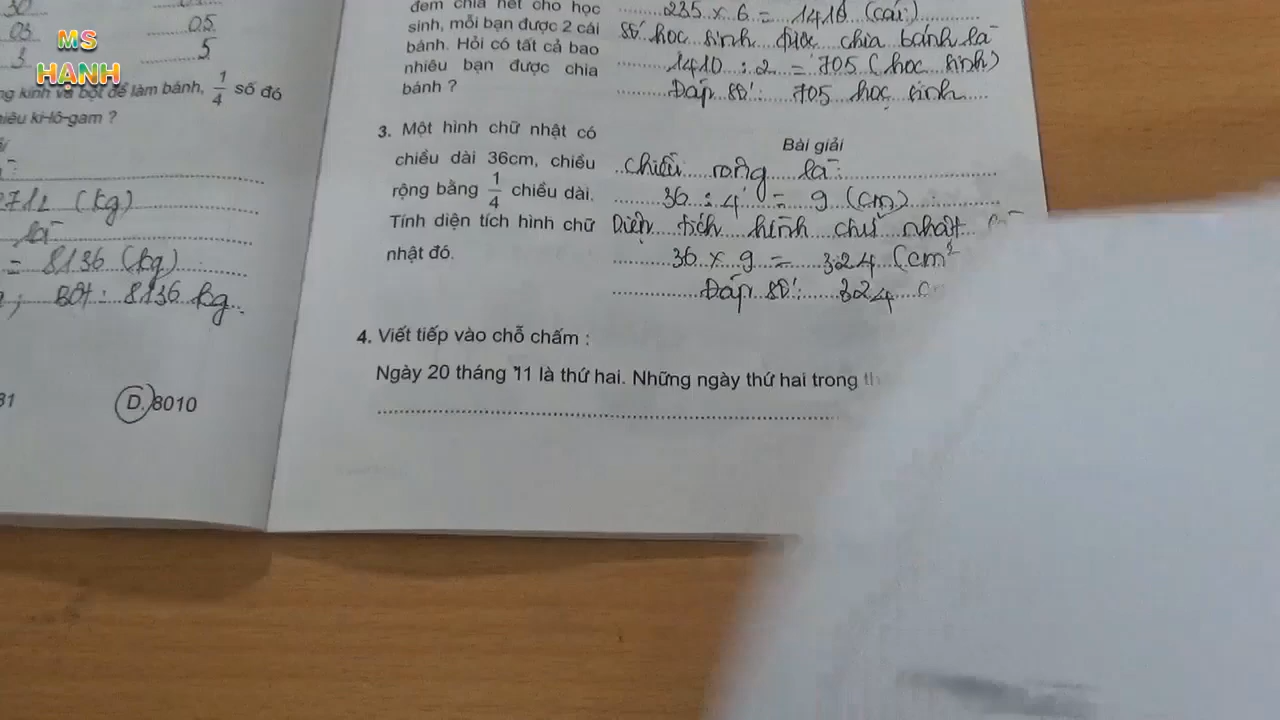 MS
HẠNH
30
03
3
05
5
ng kính và bột để làm bánh, 1/4 số đó
hiêu ki-lô-gam ?
2712 (kg)
là
= 8136 (kg)
; Bột: 8136 kg
81
D. 8010
đem chia hết cho học
sinh, mỗi bạn được 2 cái
bánh. Hỏi có tất cả bao
nhiêu bạn được chia
bánh ?
235 x 6 = 1410 (cái)
Số học sinh được chia bánh là
1410 : 2 = 705 (học sinh)
Đáp số: 705 học sinh
3. Một hình chữ nhật có
chiều dài 36cm, chiều
rộng bằng 1/4 chiều dài.
Tính diện tích hình chữ
nhật đó.
Bài giải
Chiều rộng là:
36 : 4 = 9 (cm)
Diện tích hình chữ nhật
36 x 9 = 324 (cm²
Đáp số: 324
4. Viết tiếp vào chỗ chấm :
Ngày 20 tháng 11 là thứ hai. Những ngày thứ hai trong th